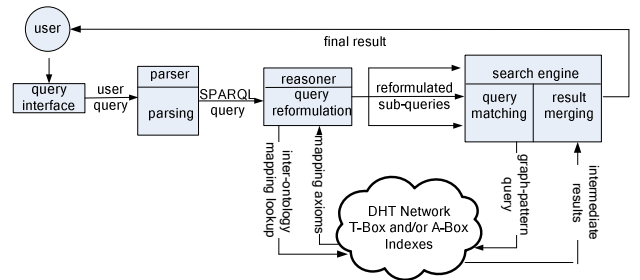 user
final result
query
interface
user
query
parser
parsing
SPARQL
query
reasoner
query
reformulation
reformulated
sub-queries
search engine
query
matching
result
merging
inter-ontology
mapping lookup
mapping axioms
graph-pattern
query
intermediate
results
DHT Network
T-Box and/or A-Box
Indexes